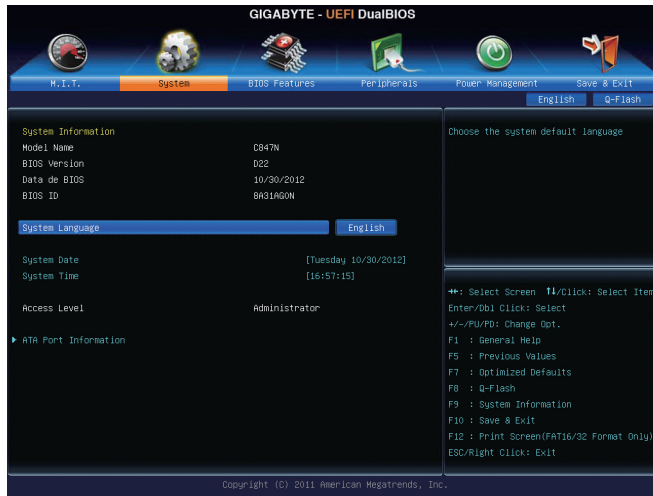 GIGABYTE - UEFI DualBIOS
M.I.T.
System
BIOS Features
Peripherals
Power Management
Save & Exit
English
Q-Flash
System Information
Model Name C847N
BIOS Version D22
Data de BIOS 10/30/2012
BIOS ID 8A31AG0N
System Language English
System Date [Tuesday 10/30/2012]
System Time [16:57:15]
Access Level Administrator
ATA Port Information
Choose the system default language
↔: Select Screen ↑↓/Click: Select Item
Enter/Dbl Click: Select
+/-/PU/PD: Change Opt.
F1 : General Help
F5 : Previous Values
F7 : Optimized Defaults
F8 : Q-Flash
F9 : System Information
F10 : Save & Exit
F12 : Print Screen(FAT16/32 Format Only)
ESC/Right Click: Exit
Copyright (C) 2011 American Megatrends, Inc.